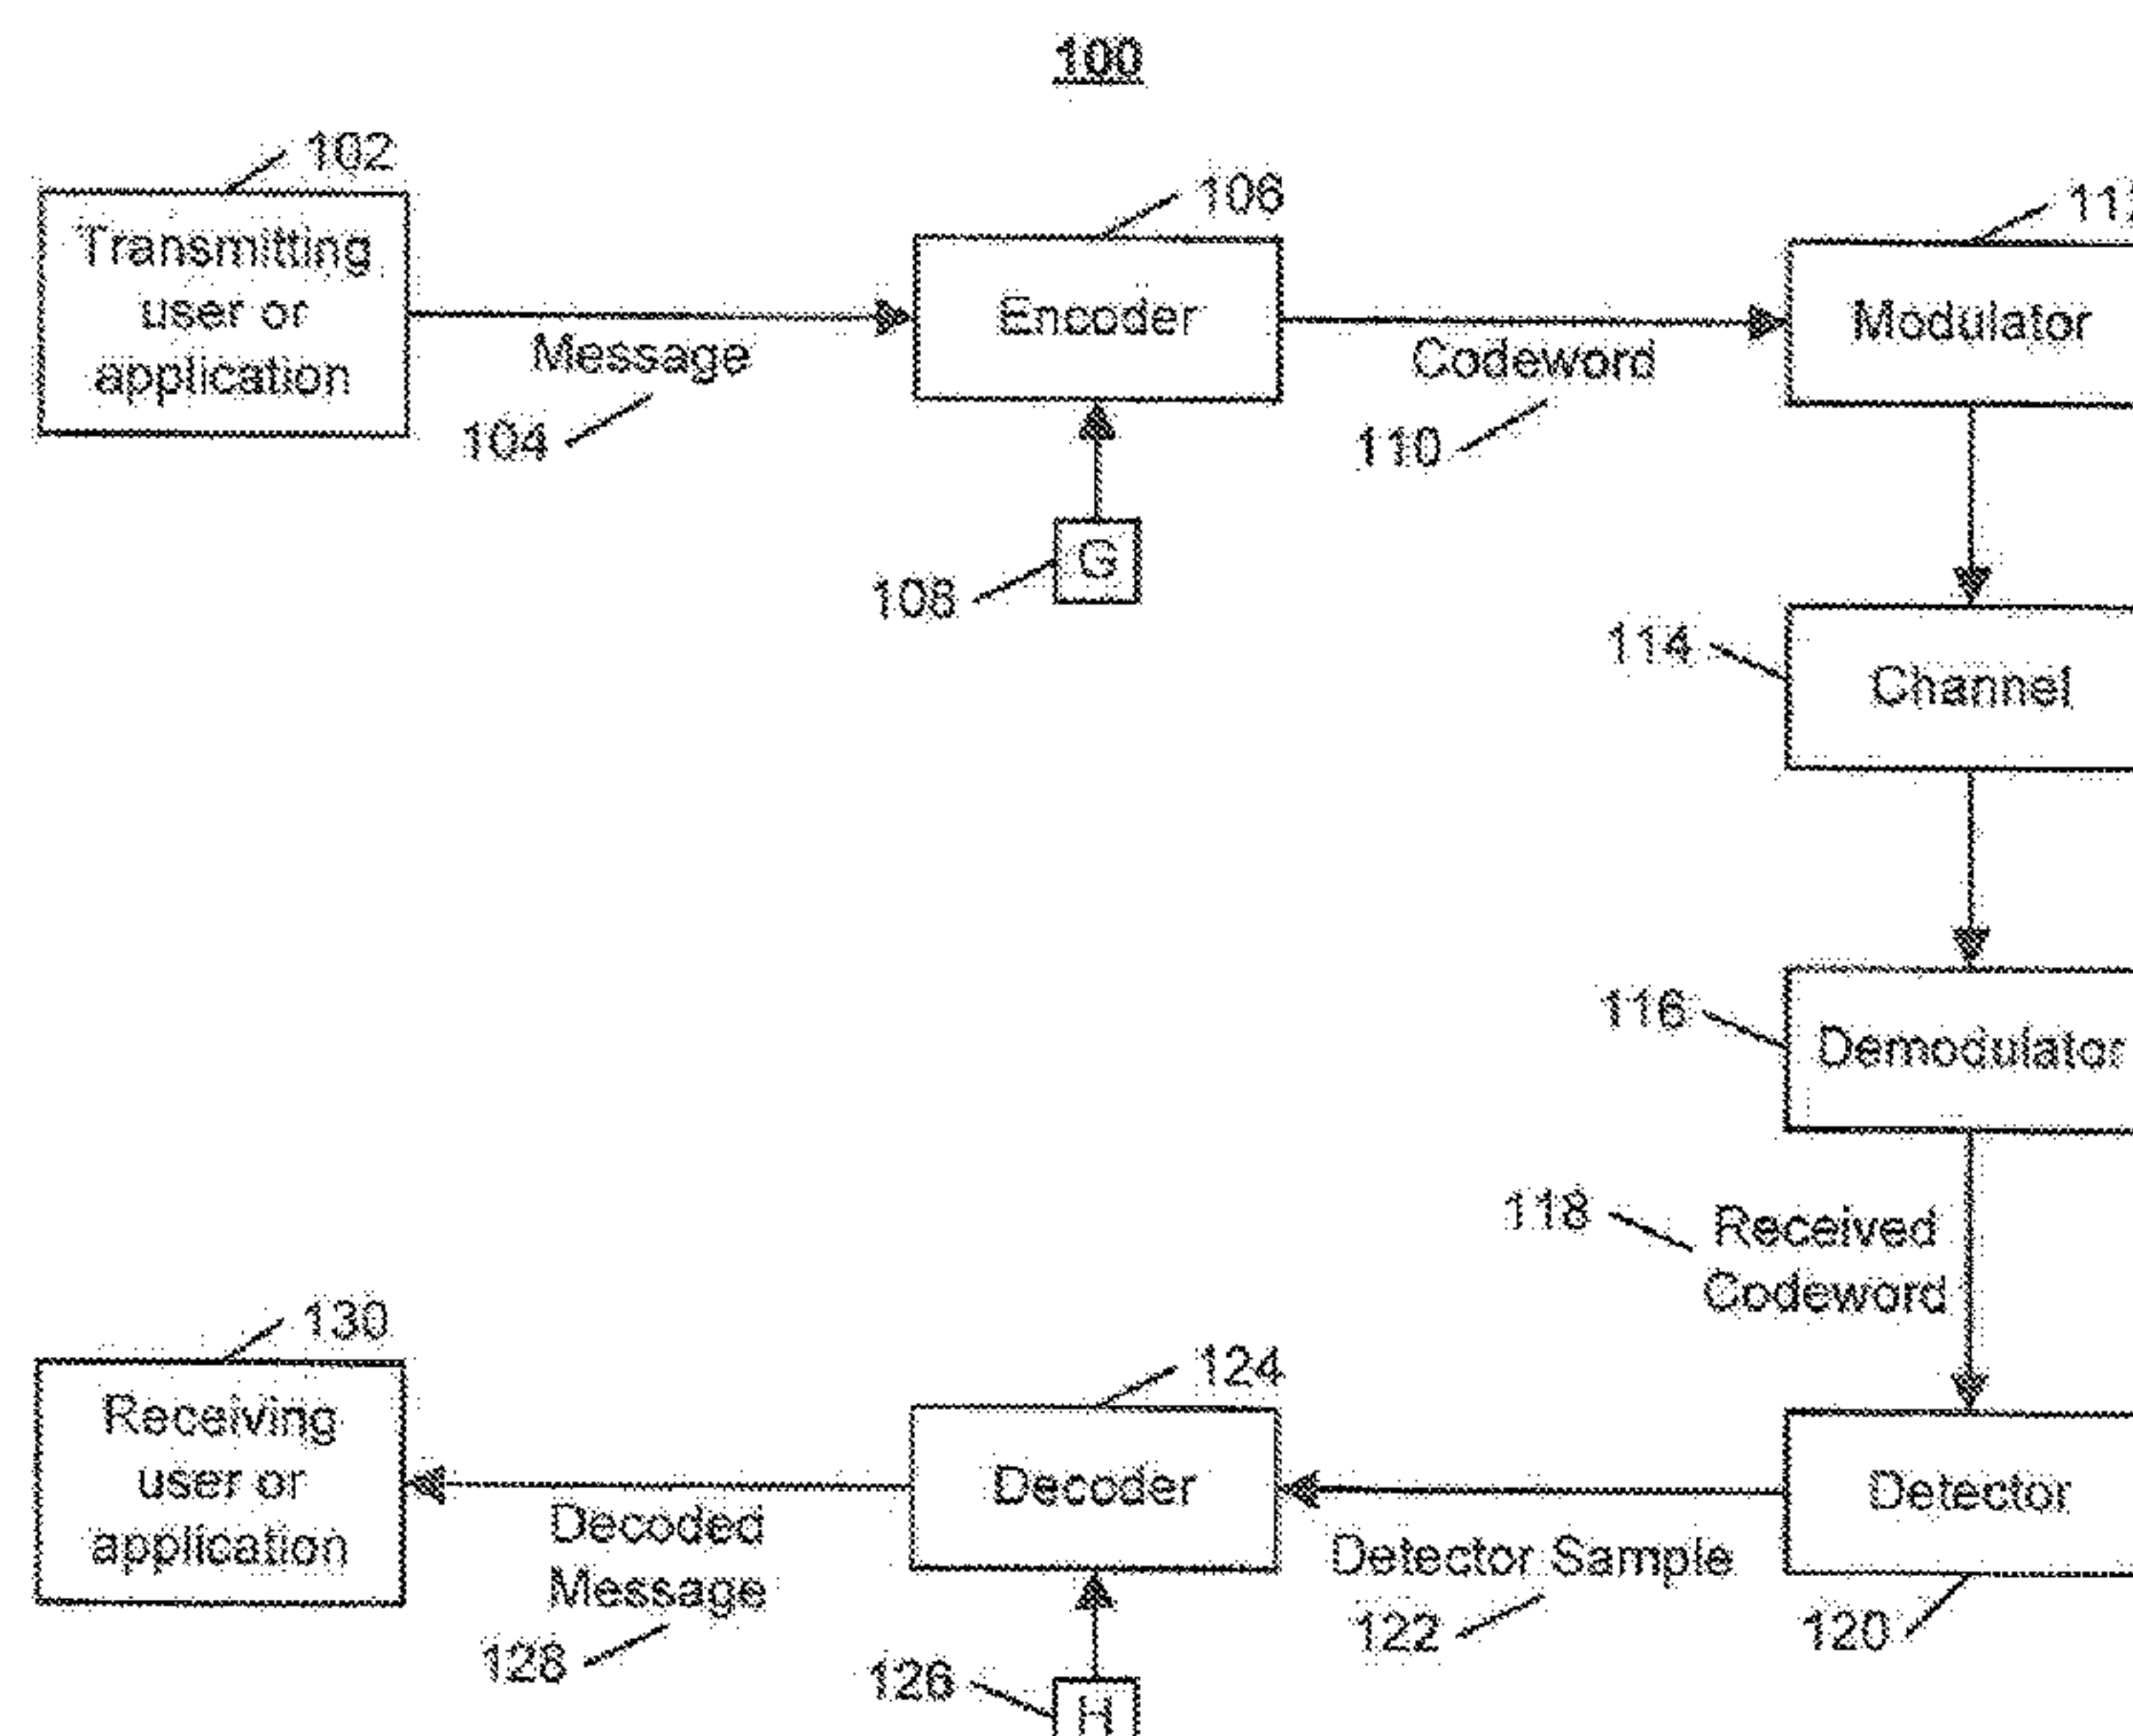 100
102
Transmitting
user or
application
Message
104
106
Encoder
G
108
Codeword
110
Modulator
114
Channel
116
Demodulator
118
Received
Codeword
Detector
120
Detector Sample
122
124
Decoder
H
126
Decoded
Message
128
130
Receiving
user or
application